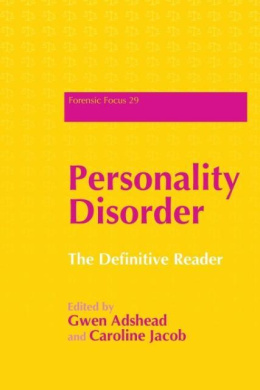 Forensic Focus 29
Personality
Disorder
The Definitive Reader
Edited by
Gwen Adshead
and Caroline Jacob